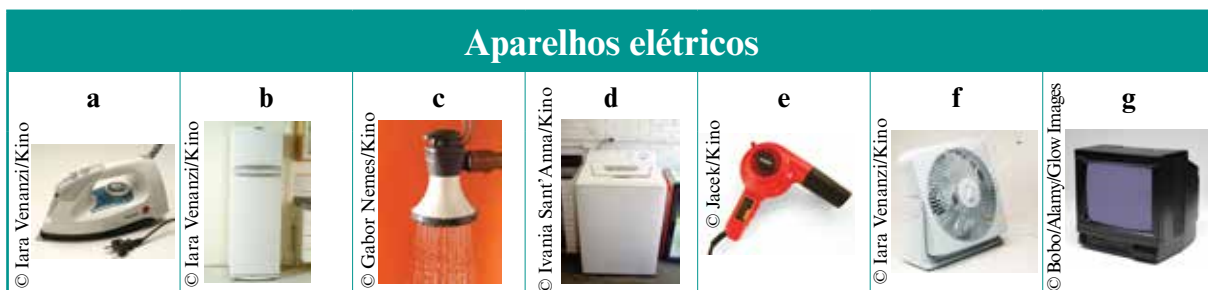 Aparelhos elétricos
a
© Iara Venanzi/Kino
b
© Iara Venanzi/Kino
c
© Gabor Nemes/Kino
d
© Ivania Sant'Anna/Kino
e
© Jacek/Kino
f
© Iara Venanzi/Kino
g
© Bobo/Alamy/Glow Images